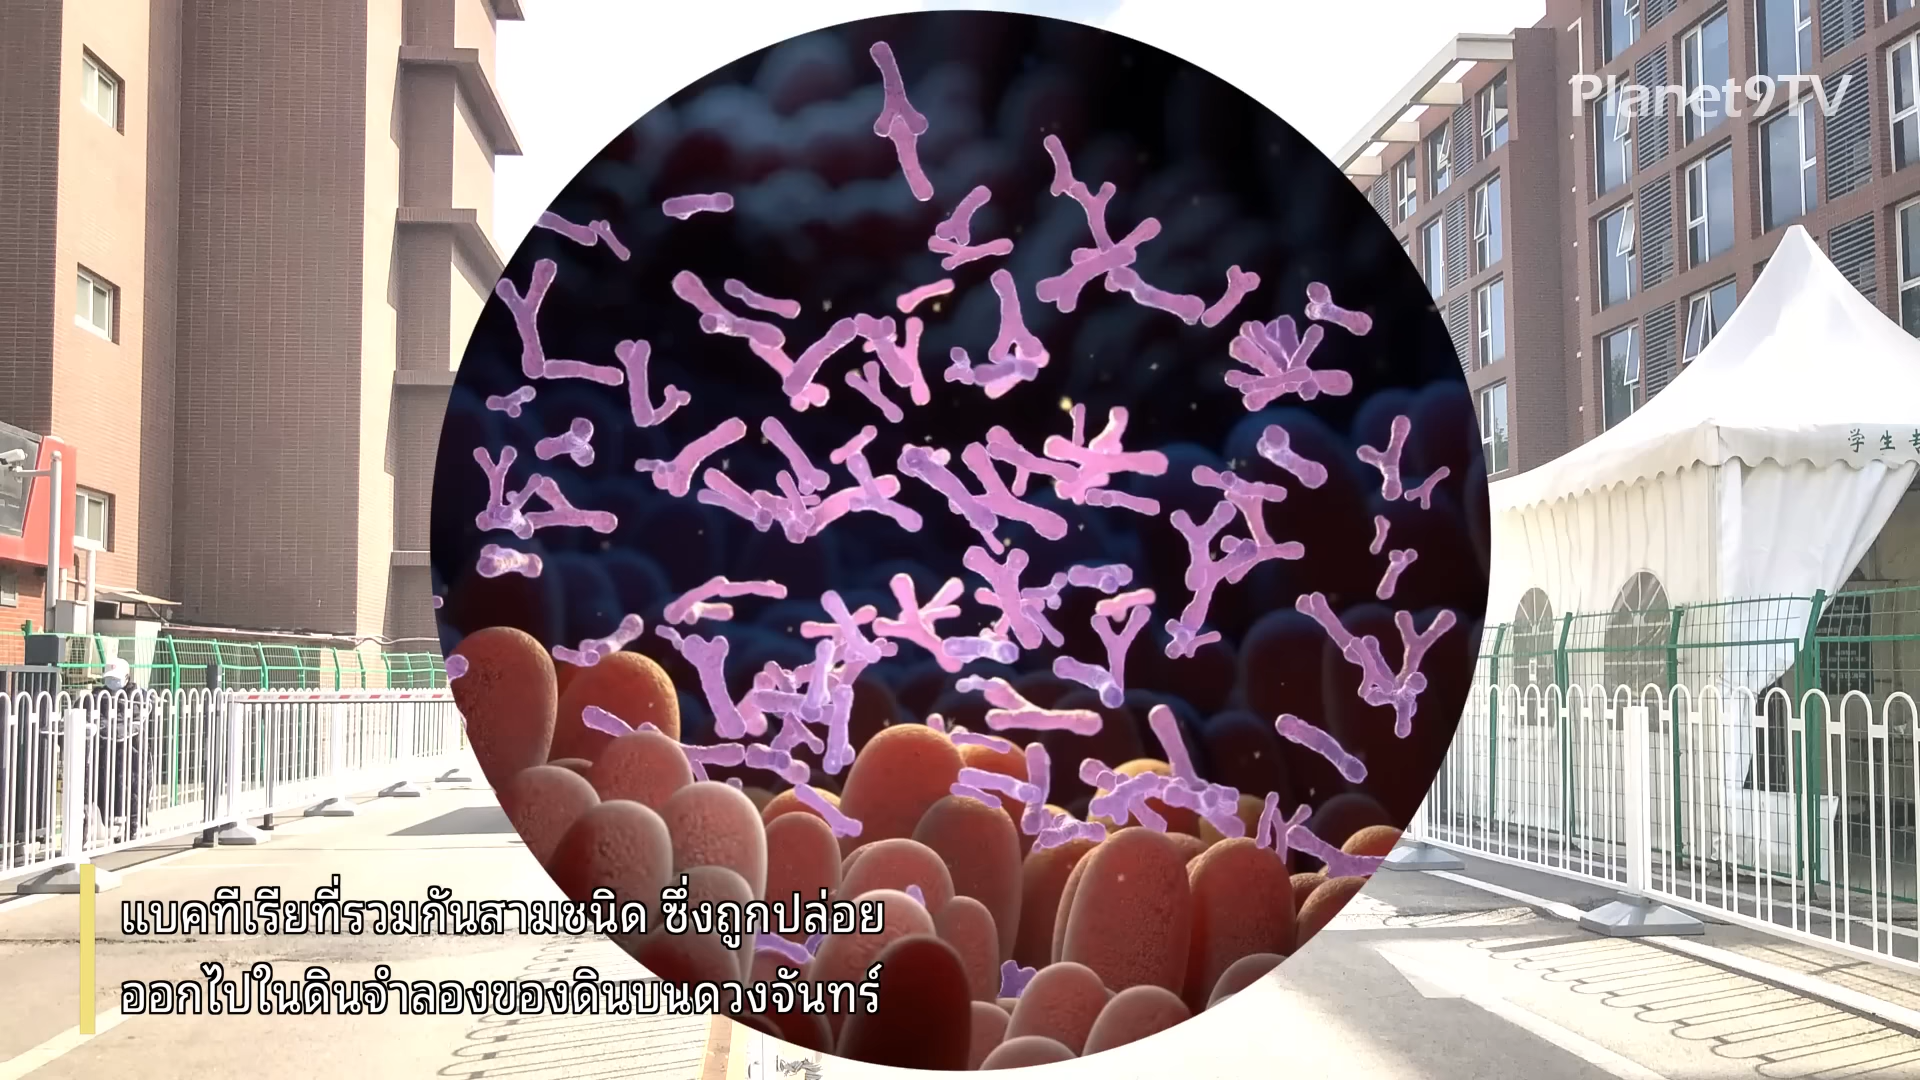 Planet9TV
学生
แบคทีเรียที่รวมกันสามชนิด ซึ่งถูกปล่อย
ออกไปในดินจำลองของดินบนดวงจันทร์